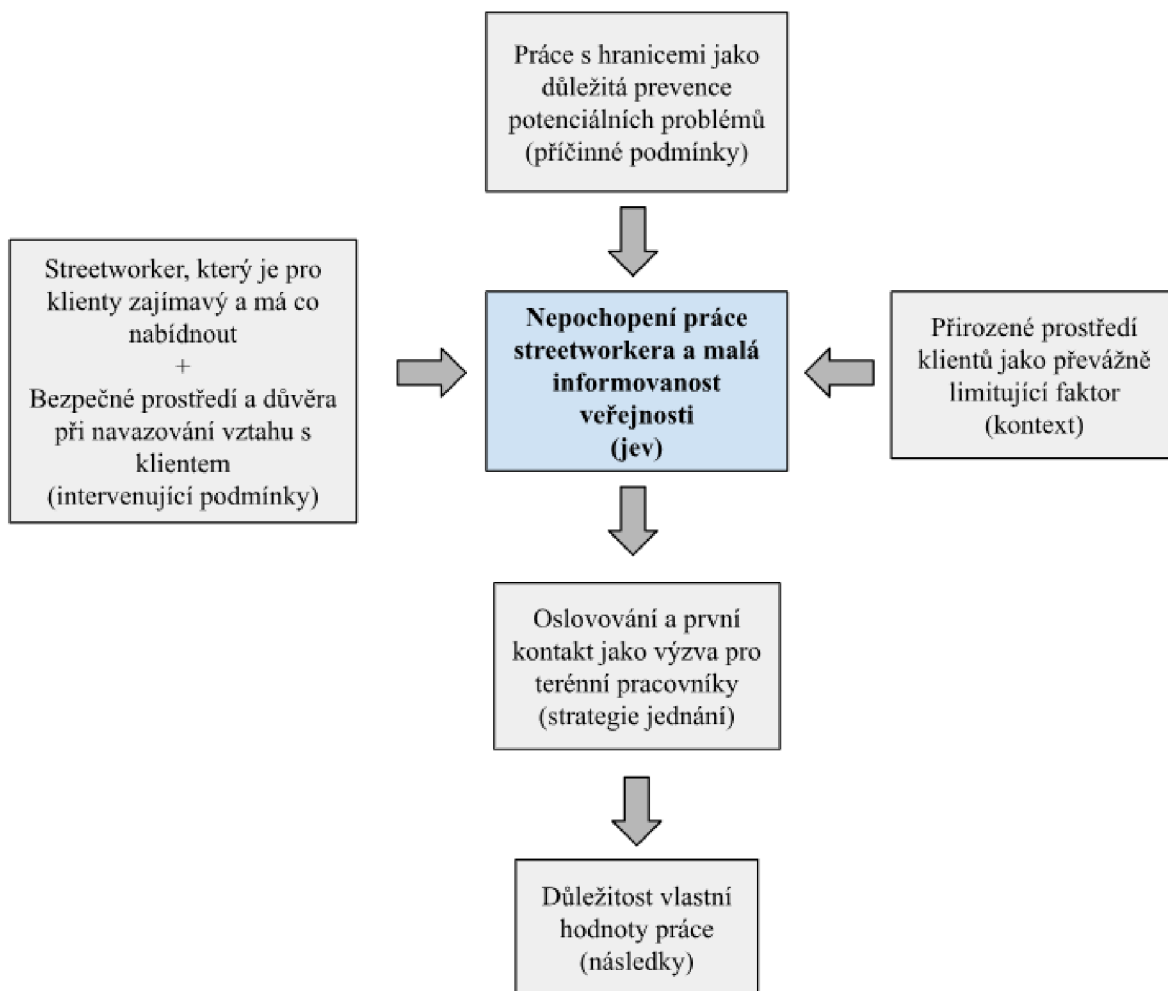 Práce s hranicemi jako
důležitá prevence
potenciálních problémů
(příčinné podmínky)
Streetworker, který je pro
klienty zajímavý a má co
nabídnout
+
Bezpečné prostředí a důvěra
při navazování vztahu s
klientem
(intervenující podmínky)
Nepochopení práce
streetworkera a malá
informovanost
veřejnosti
(jev)
Přirozené prostředí
klientů jako převážně
limitující faktor
(kontext)
Oslovování a první
kontakt jako výzva pro
terénní pracovníky
(strategie jednání)
Důležitost vlastní
hodnoty práce
(následky)